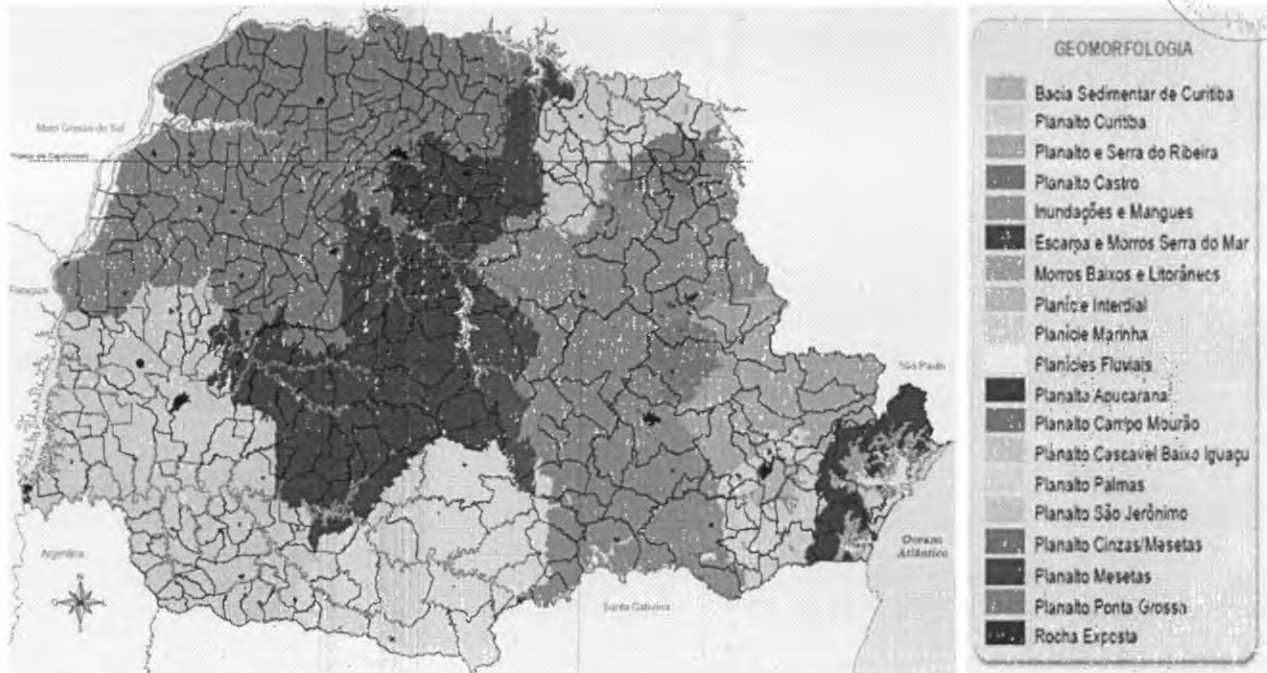 Mato Grosso do Sul
Trópico de Capricórnio
Paraguai
São Paulo
Argentina
N
Santa Catarina
Oceano
Atlântico
GEOMORFOLOGIA
Bacia Sedimentar de Curitiba
Planalto Curitiba
Planalto e Serra do Ribeira
Planalto Castro
Inundações e Mangues
Escarpa e Morros Serra do Mar
Morros Baixos e Litorâneos
Planície Interdial
Planície Marinha
Planícies Fluviais
Planalto Apucarana
Planalto Campo Mourão
Planalto Cascavel Baixo Iguaçu
Planalto Palmas
Planalto São Jerônimo
Planalto Cinzas/Mesetas
Planalto Mesetas
Planalto Ponta Grossa
Rocha Exposta